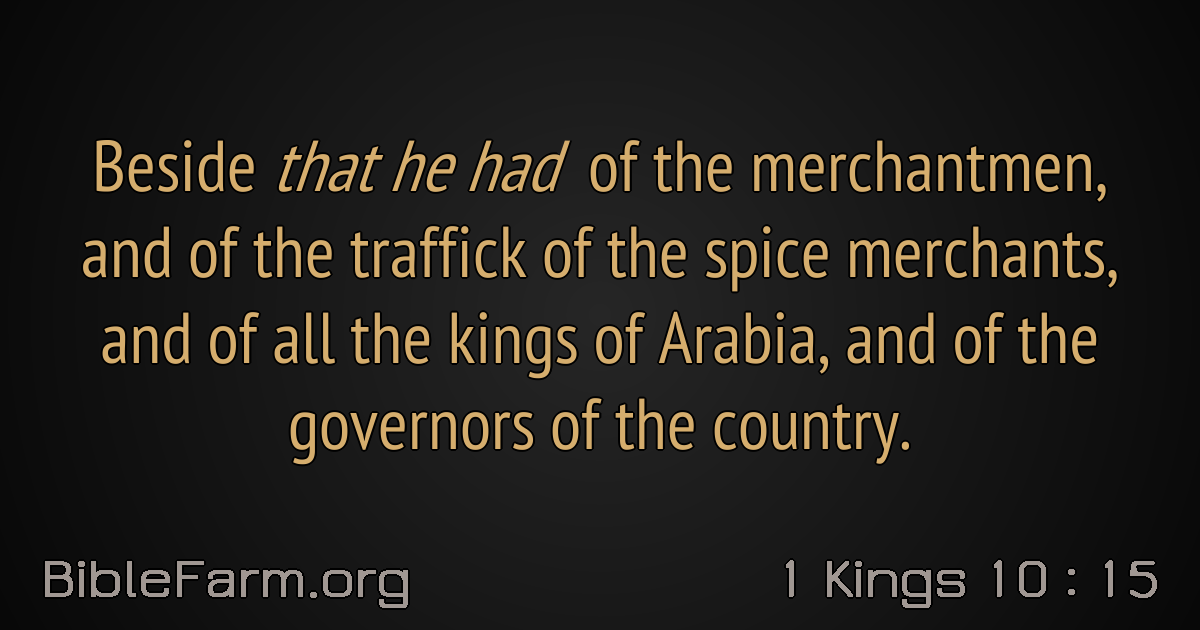 Beside that he had of the merchantmen,
and of the traffick of the spice merchants,
and of all the kings of Arabia, and of the
governors of the country.
BibleFarm.org
1 Kings 10 : 15